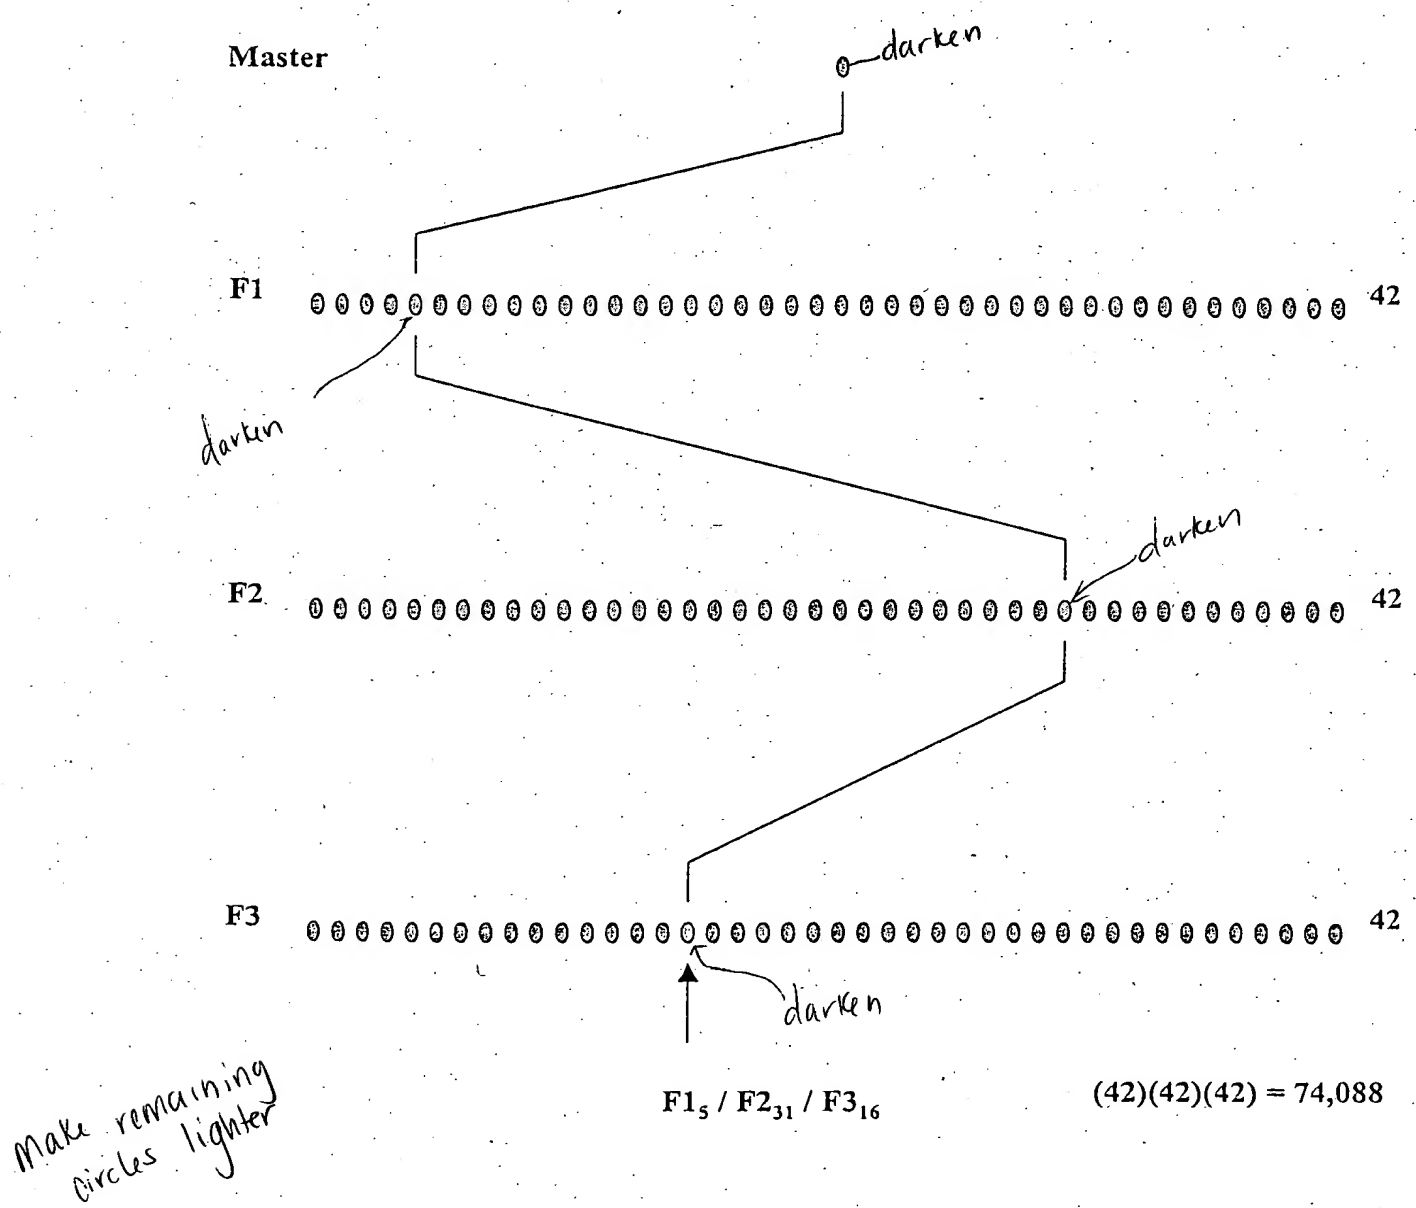 Master
darken
F1
42
darken
darken
F2
42
F3
42
darken
F1₅ / F2₃₁ / F3₁₆
(42)(42)(42) = 74,088
Make remaining
circles lighter